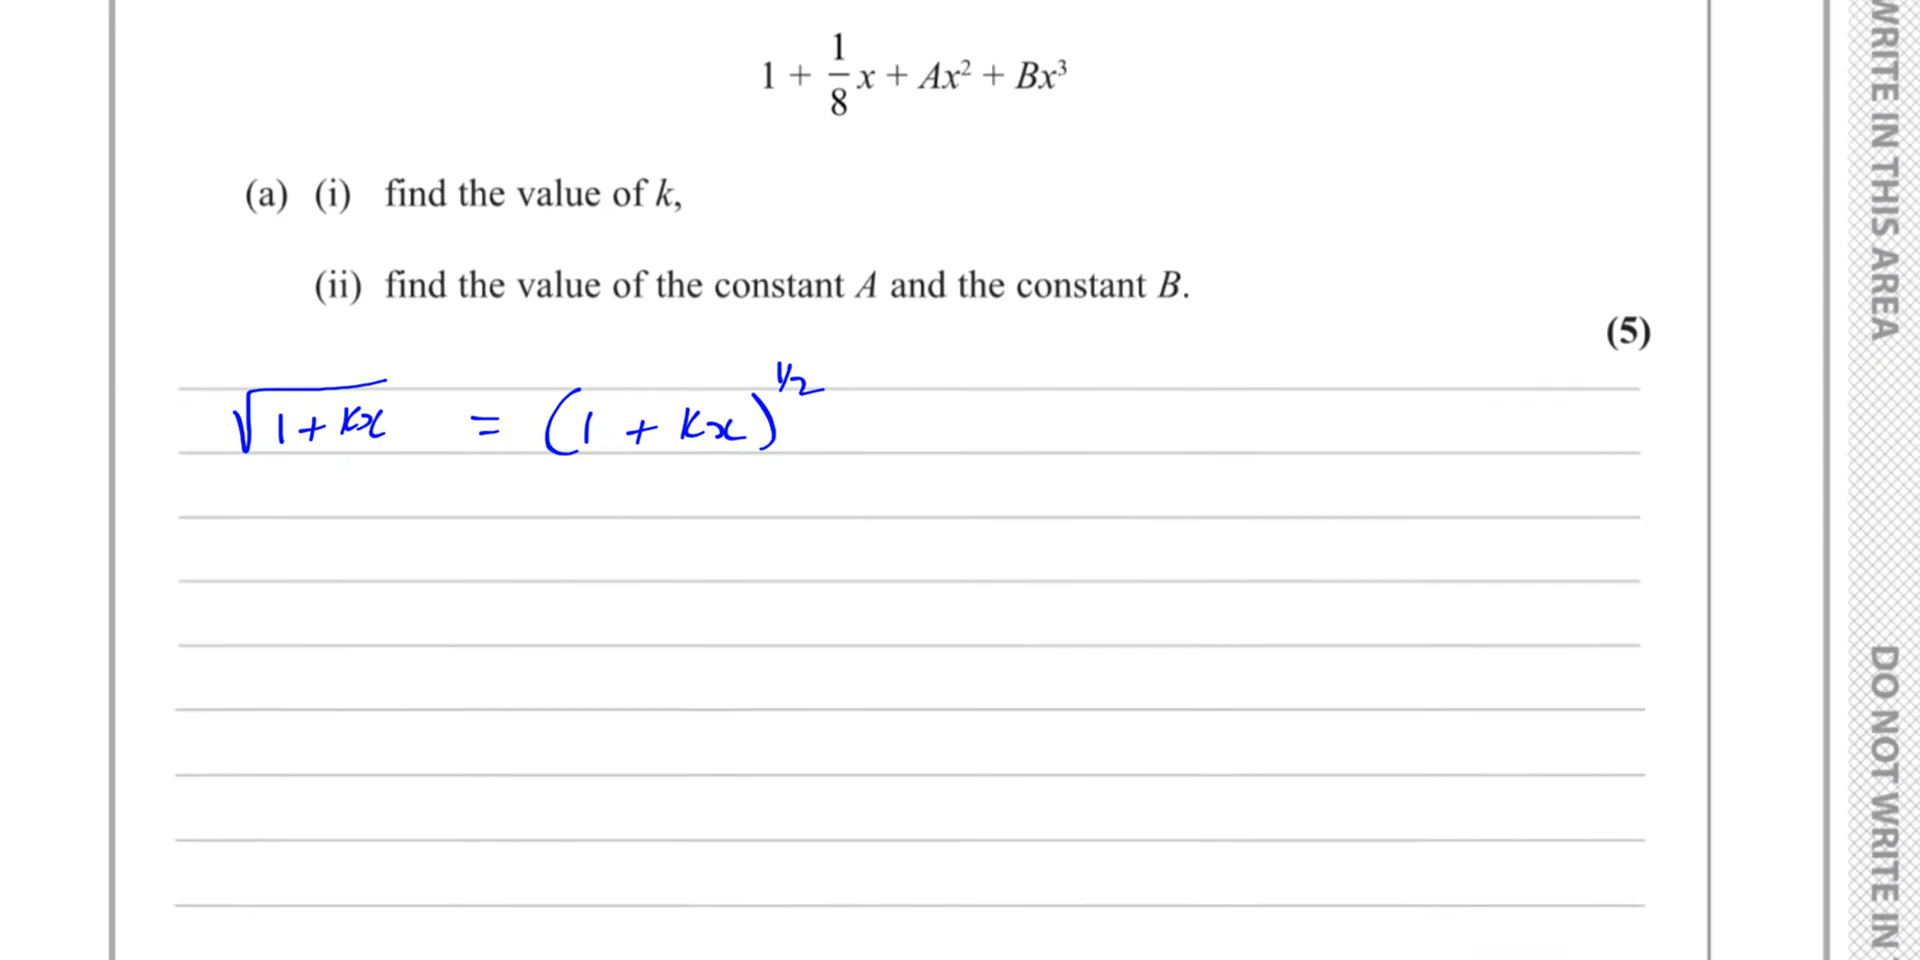 1 + 1/8 x + Ax² + Bx³
(a) (i) find the value of k,
(ii) find the value of the constant A and the constant B.
(5)
√1+kx = (1 + kx)^1/2
WRITE IN THIS AREA
DO NOT WRITE IN